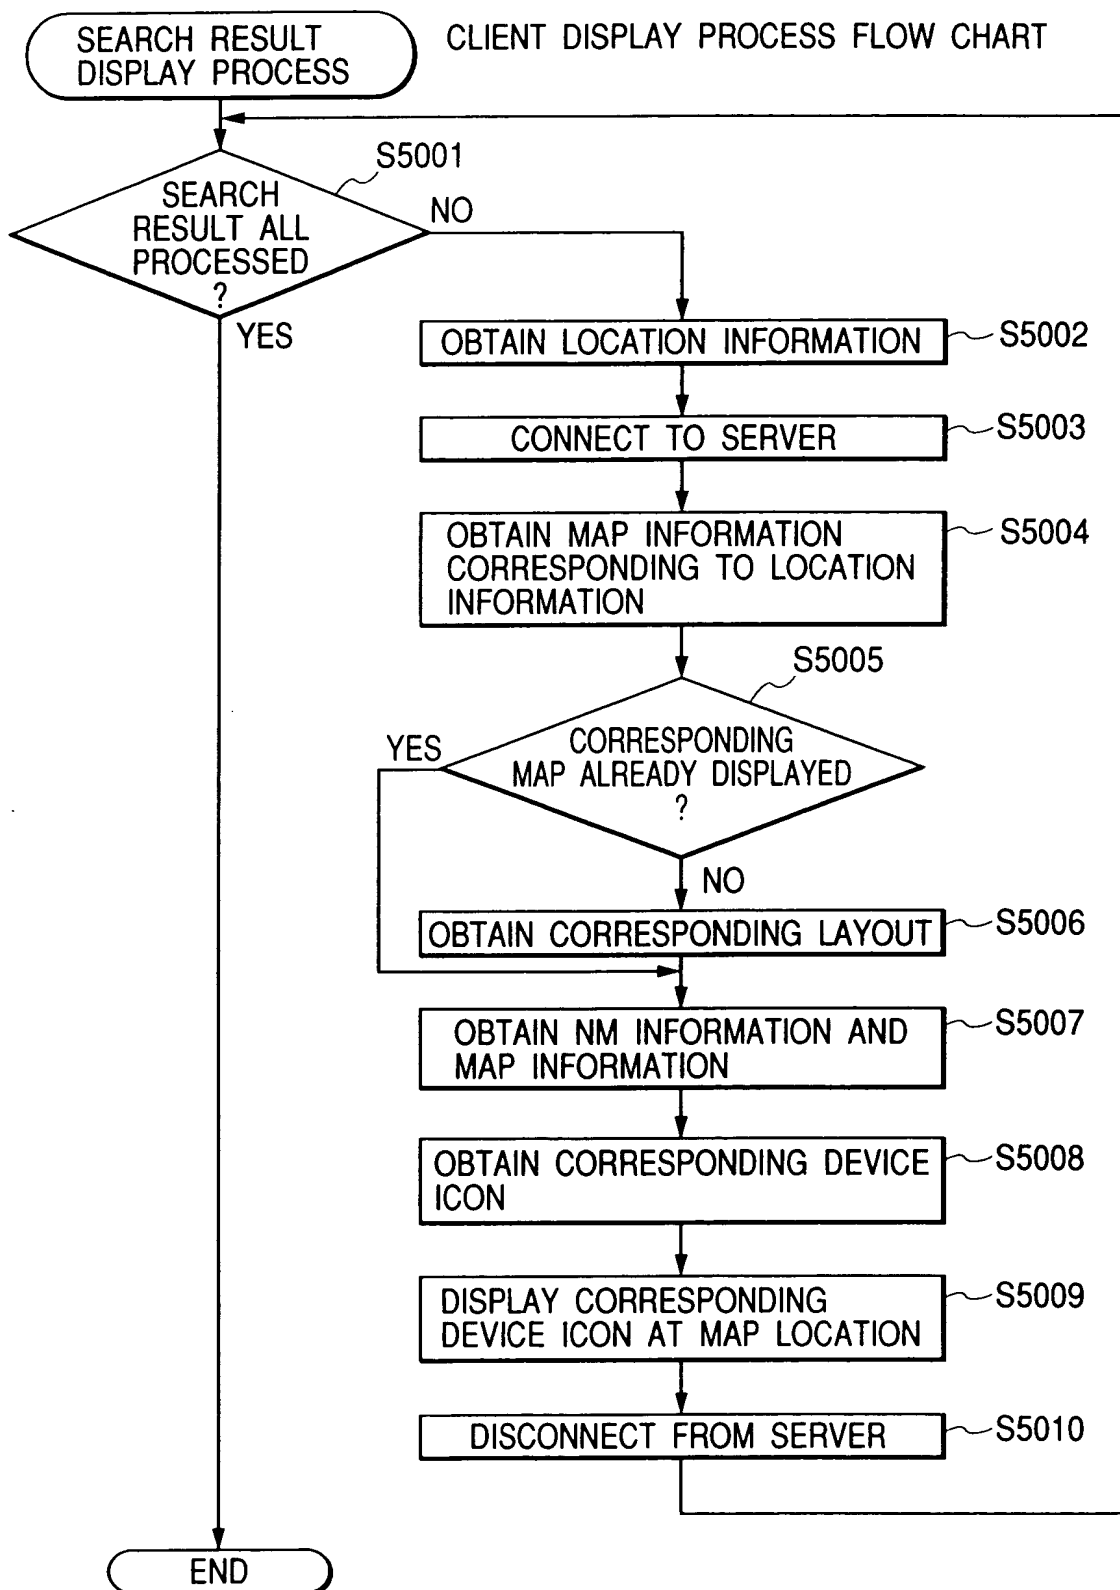 SEARCH RESULT
DISPLAY PROCESS
CLIENT DISPLAY PROCESS FLOW CHART
S5001
SEARCH
RESULT ALL
PROCESSED
?
NO
YES
OBTAIN LOCATION INFORMATION
S5002
CONNECT TO SERVER
S5003
OBTAIN MAP INFORMATION
CORRESPONDING TO LOCATION
INFORMATION
S5004
S5005
CORRESPONDING
MAP ALREADY DISPLAYED
?
YES
NO
OBTAIN CORRESPONDING LAYOUT
S5006
OBTAIN NM INFORMATION AND
MAP INFORMATION
S5007
OBTAIN CORRESPONDING DEVICE
ICON
S5008
DISPLAY CORRESPONDING
DEVICE ICON AT MAP LOCATION
S5009
DISCONNECT FROM SERVER
S5010
END